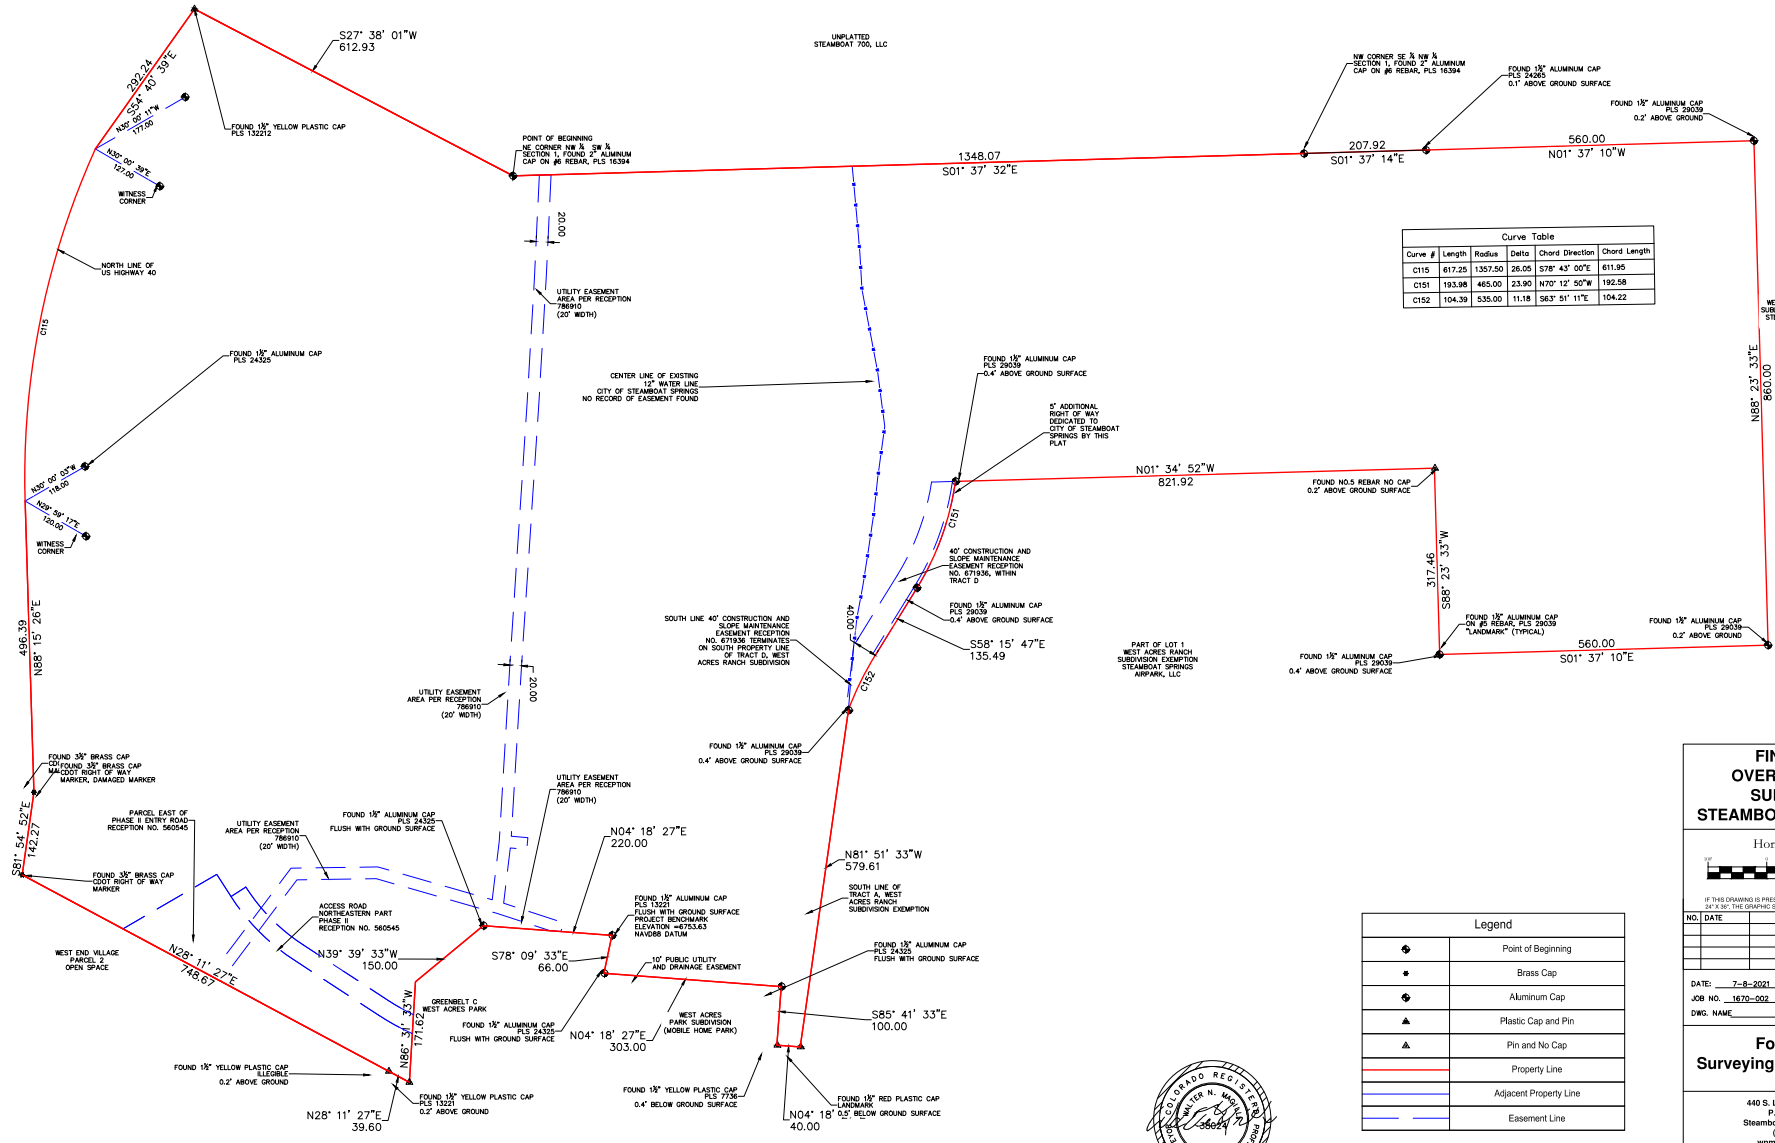 S27° 38' 01"W
612.93
UNPLATTED
STEAMBOAT 700, LLC
NW CORNER SE ¼ NW ¼
SECTION 1, FOUND 2" ALUMINUM
CAP ON #6 REBAR, PLS 16394
FOUND 1½" ALUMINUM CAP
PLS 24265
0.1' ABOVE GROUND SURFACE
FOUND 1½" ALUMINUM CAP
PLS 29039
0.2' ABOVE GROUND
292.24
S54° 40' 39"E
N30° 00' 11"W
177.00
N30° 00' 39"E
127.00
WITNESS
CORNER
FOUND 1½" YELLOW PLASTIC CAP
PLS 132212
POINT OF BEGINNING
NE CORNER NW ¼ SW ¼
SECTION 1, FOUND 2" ALIMINUM
CAP ON #6 REBAR, PLS 16394
1348.07
S01° 37' 32"E
207.92
S01° 37' 14"E
560.00
N01° 37' 10"W
NORTH LINE OF
US HIGHWAY 40
C115
20.00
UTILITY EASEMENT
AREA PER RECEPTION
786910
(20' WIDTH)
Curve Table
Curve # Length Radius Delta Chord Direction Chord Length
C115 617.25 1357.50 26.05 S78° 43' 00"E 611.95
C151 193.98 465.00 23.90 N70° 12' 50"W 192.58
C152 104.39 535.00 11.18 S63° 51' 11"E 104.22
N88° 23' 33"E
860.00
FOUND 1½" ALUMINUM CAP
PLS 24325
CENTER LINE OF EXISTING
12" WATER LINE
CITY OF STEAMBOAT SPRINGS
NO RECORD OF EASEMENT FOUND
FOUND 1½" ALUMINUM CAP
PLS 29039
0.4' ABOVE GROUND SURFACE
5' ADDITIONAL
RIGHT OF WAY
DEDICATED TO
CITY OF STEAMBOAT
SPRINGS BY THIS
PLAT
N01° 34' 52"W
821.92
FOUND NO.5 REBAR NO CAP
0.2' ABOVE GROUND SURFACE
N30° 00' 03"W
118.00
N29° 59' 17"E
120.00
WITNESS
CORNER
C151
40' CONSTRUCTION AND
SLOPE MAINTENANCE
EASEMENT RECEPTION
NO. 671936, WITHIN
TRACT D
317.46
S88° 23' 33"W
FOUND 1½" ALUMINUM CAP
PLS 29039
0.4' ABOVE GROUND SURFACE
S58° 15' 47"E
135.49
40.00
C152
SOUTH LINE 40' CONSTRUCTION AND
SLOPE MAINTENANCE
EASEMENT RECEPTION
NO. 671936 TERMINATES
ON SOUTH PROPERTY LINE
OF TRACT D, WEST
ACRES RANCH SUBDIVISION
PART OF LOT 1
WEST ACRES RANCH
SUBDIVISION EXEMPTION
STEAMBOAT SPRINGS
AIRPARK, LLC
FOUND 1½" ALUMINUM CAP
ON #5 REBAR, PLS 29039
"LANDMARK" (TYPICAL)
FOUND 1½" ALUMINUM CAP
PLS 29039
0.4' ABOVE GROUND SURFACE
FOUND 1½" ALUMINUM CAP
PLS 29039
0.2' ABOVE GROUND
560.00
S01° 37' 10"E
496.39
N88° 15' 26"E
UTILITY EASEMENT
AREA PER RECEPTION
786910
(20' WIDTH)
20.00
FOUND 1½" ALUMINUM CAP
PLS 29039
0.4' ABOVE GROUND SURFACE
FOUND 3½" BRASS CAP
FOUND 3½" BRASS CAP
CDOT RIGHT OF WAY
MARKER, DAMAGED MARKER
S81° 54' 52"E
142.27
PARCEL EAST OF
PHASE II ENTRY ROAD
RECEPTION NO. 560545
UTILITY EASEMENT
AREA PER RECEPTION
786910
(20' WIDTH)
FOUND 1½" ALUMINUM CAP
PLS 24325
FLUSH WITH GROUND SURFACE
UTILITY EASEMENT
AREA PER RECEPTION
786910
(20' WIDTH)
N04° 18' 27"E
220.00
N81° 51' 33"W
579.61
SOUTH LINE OF
TRACT A, WEST
ACRES RANCH
SUBDIVISION EXEMPTION
FOUND 3½" BRASS CAP
CDOT RIGHT OF WAY
MARKER
ACCESS ROAD
NORTHEASTERN PART
PHASE II
RECEPTION NO. 560545
FOUND 1½" ALUMINUM CAP
PLS 13221
FLUSH WITH GROUND SURFACE
PROJECT BENCHMARK
ELEVATION =6753.63
NAVD88 DATUM
WEST END VILLAGE
PARCEL 2
OPEN SPACE
N28° 11' 27"E
748.67
N39° 39' 33"W
150.00
S78° 09' 33"E
66.00
10' PUBLIC UTILITY
AND DRAINAGE EASEMENT
FOUND 1½" ALUMINUM CAP
PLS 24325
FLUSH WITH GROUND SURFACE
N86° 31' 33"W
171.62
GREENBELT C
WEST ACRES PARK
FOUND 1½" ALUMINUM CAP
PLS 24325
FLUSH WITH GROUND SURFACE
N04° 18' 27"E
303.00
WEST ACRES
PARK SUBDIVISION
(MOBILE HOME PARK)
S85° 41' 33"E
100.00
FOUND 1½" YELLOW PLASTIC CAP
ILLEGIBLE
0.2' ABOVE GROUND
FOUND 1½" YELLOW PLASTIC CAP
PLS 13221
0.2' ABOVE GROUND
N28° 11' 27"E
39.60
FOUND 1½" YELLOW PLASTIC CAP
PLS 7736
0.4' BELOW GROUND SURFACE
FOUND 1½" RED PLASTIC CAP
LANDMARK
0.5' BELOW GROUND SURFACE
N04° 18'
40.00
COLORADO REGISTERED
WALTER N. MAGILL
38024
Legend
Point of Beginning
Brass Cap
Aluminum Cap
Plastic Cap and Pin
Pin and No Cap
Property Line
Adjacent Property Line
Easement Line
FIN
OVER
SU
STEAMBO
Hor
IF THIS DRAWING IS PRES
24" X 36", THE GRAPHIC S
NO. DATE
DATE: 7-8-2021
JOB NO. 1670-002
DWG. NAME
Fo
Surveying
440 S. L
P.
Steambo